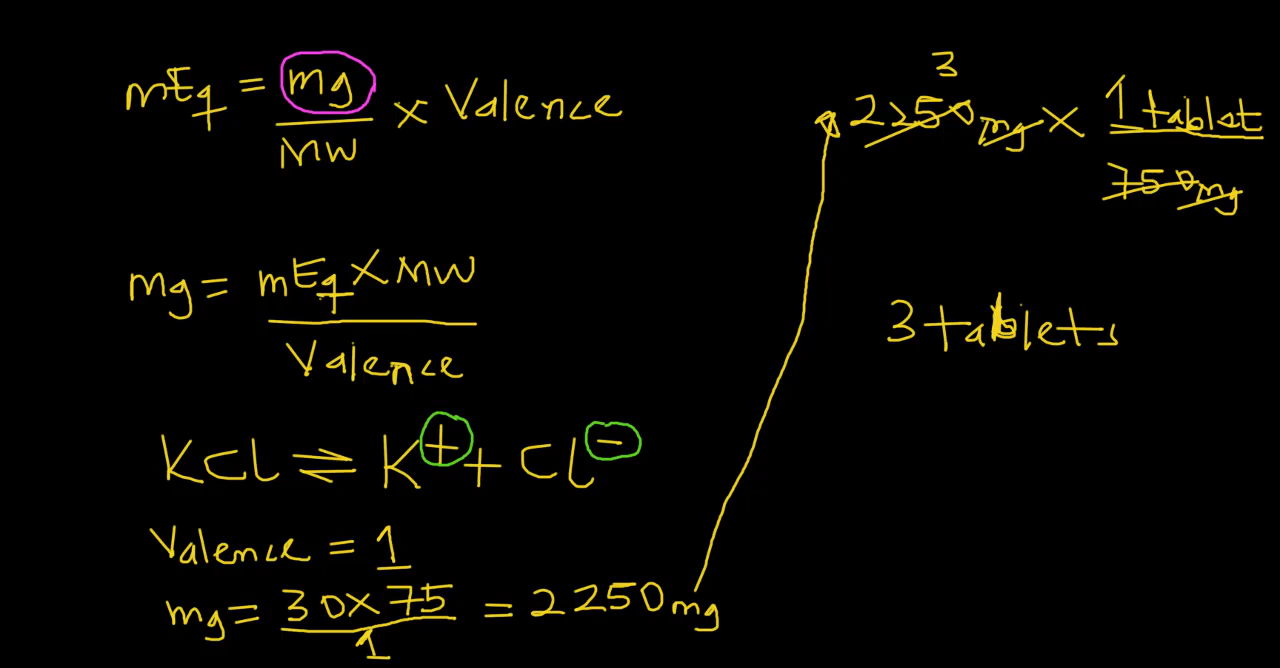 mEq = mg / MW × Valence
mg = mEq × MW / Valence
KCl ⇌ K⁺ + Cl⁻
Valence = 1
mg = 30 × 75 / 1 = 2250 mg
3
2250 mg × 1 tablet / 750 mg
3 tablets